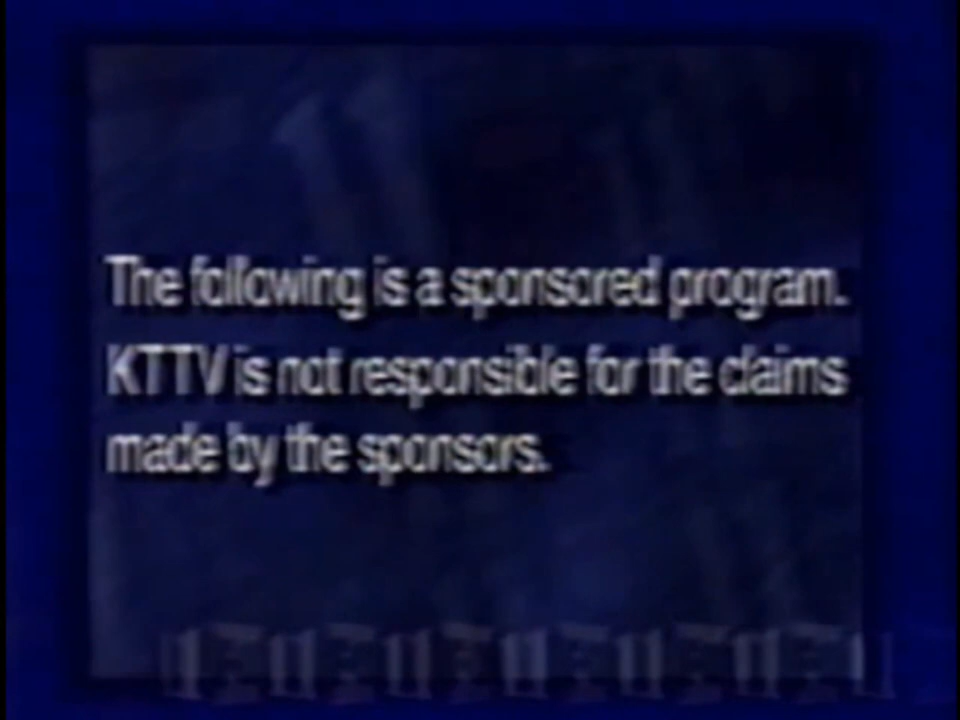 The following is a sponsored program.
KTTV is not responsible for the claims
made by the sponsors.